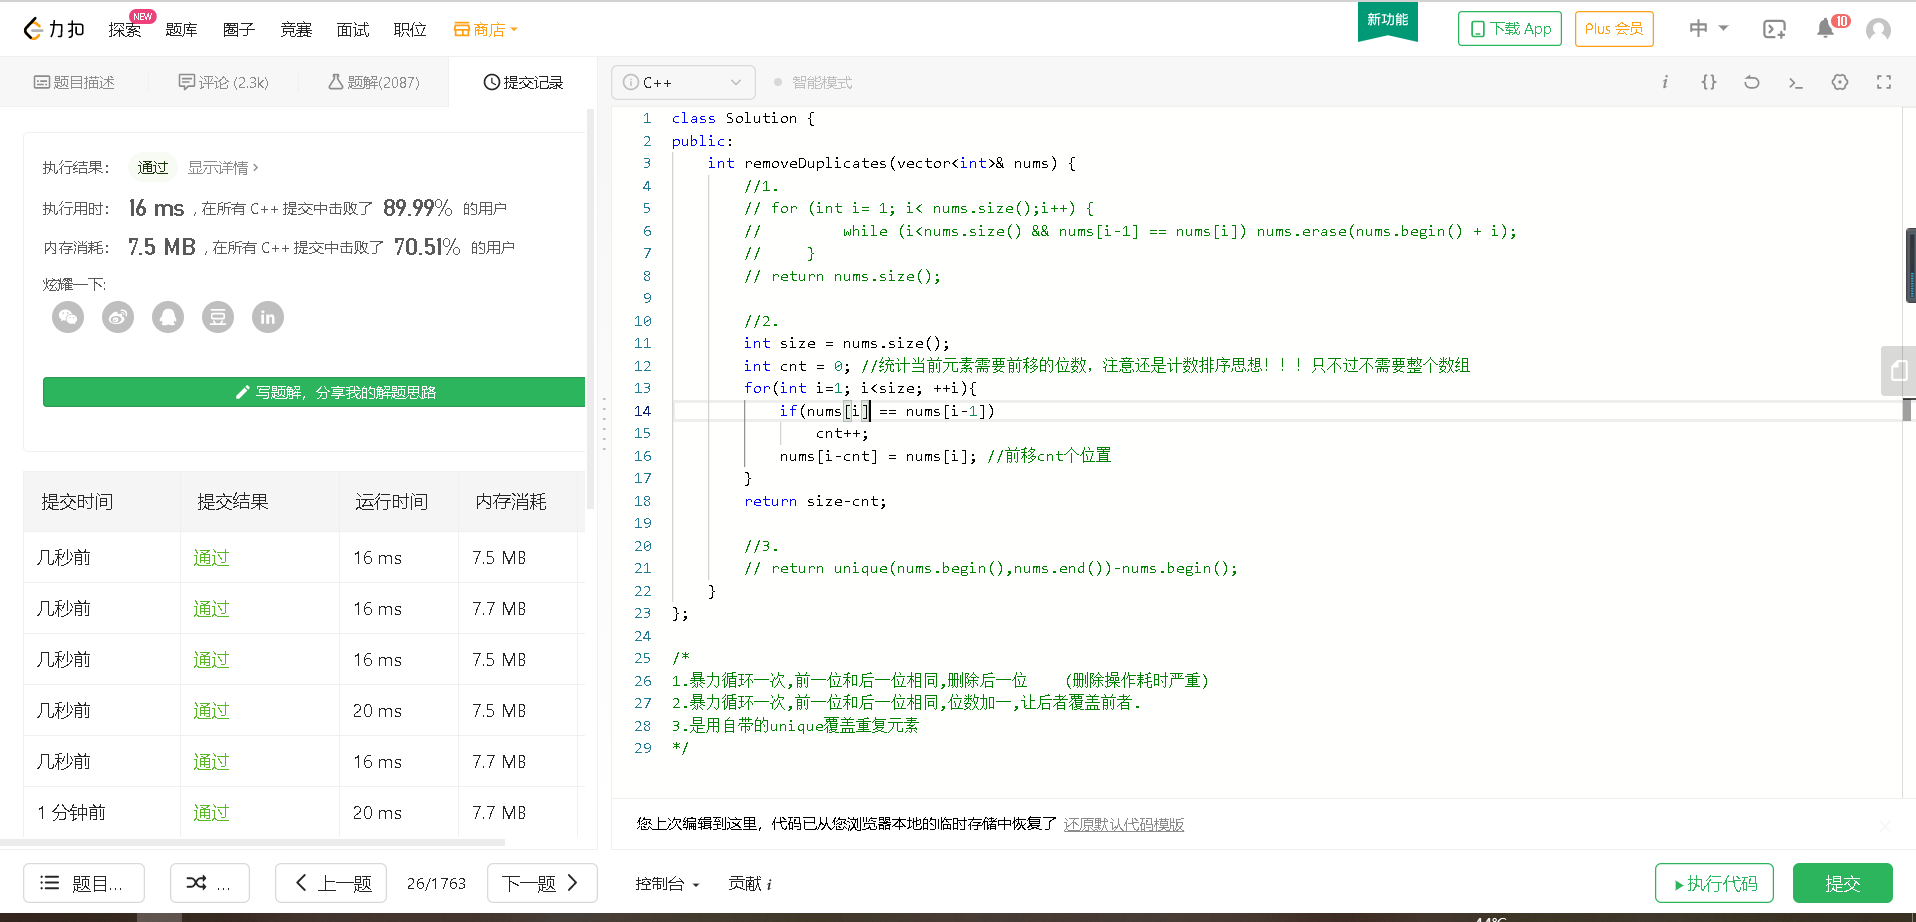 力扣 探索 NEW 题库 圈子 竞赛 面试 职位 商店 新功能 下载 App Plus 会员 中 10
题目描述 评论 (2.3k) 题解(2087) 提交记录 C++ 智能模式
执行结果： 通过 显示详情 >
执行用时： 16 ms , 在所有 C++ 提交中击败了 89.99% 的用户
内存消耗： 7.5 MB , 在所有 C++ 提交中击败了 70.51% 的用户
炫耀一下:
写题解，分享我的解题思路
提交时间 提交结果 运行时间 内存消耗
几秒前 通过 16 ms 7.5 MB
几秒前 通过 16 ms 7.7 MB
几秒前 通过 16 ms 7.5 MB
几秒前 通过 20 ms 7.5 MB
几秒前 通过 16 ms 7.7 MB
1 分钟前 通过 20 ms 7.7 MB
1 class Solution {
2 public:
3 int removeDuplicates(vector<int>& nums) {
4 //1.
5 // for (int i= 1; i< nums.size();i++) {
6 // while (i<nums.size() && nums[i-1] == nums[i]) nums.erase(nums.begin() + i);
7 // }
8 // return nums.size();
9
10 //2.
11 int size = nums.size();
12 int cnt = 0; //统计当前元素需要前移的位数，注意还是计数排序思想！！！只不过不需要整个数组
13 for(int i=1; i<size; ++i){
14 if(nums[i] == nums[i-1])
15 cnt++;
16 nums[i-cnt] = nums[i]; //前移cnt个位置
17 }
18 return size-cnt;
19
20 //3.
21 // return unique(nums.begin(),nums.end())-nums.begin();
22 }
23 };
24
25 /*
26 1.暴力循环一次,前一位和后一位相同,删除后一位 (删除操作耗时严重)
27 2.暴力循环一次,前一位和后一位相同,位数加一,让后者覆盖前者.
28 3.是用自带的unique覆盖重复元素
29 */
您上次编辑到这里，代码已从您浏览器本地的临时存储中恢复了 还原默认代码模版
题目... ... 上一题 26/1763 下一题 控制台 贡献 i 执行代码 提交